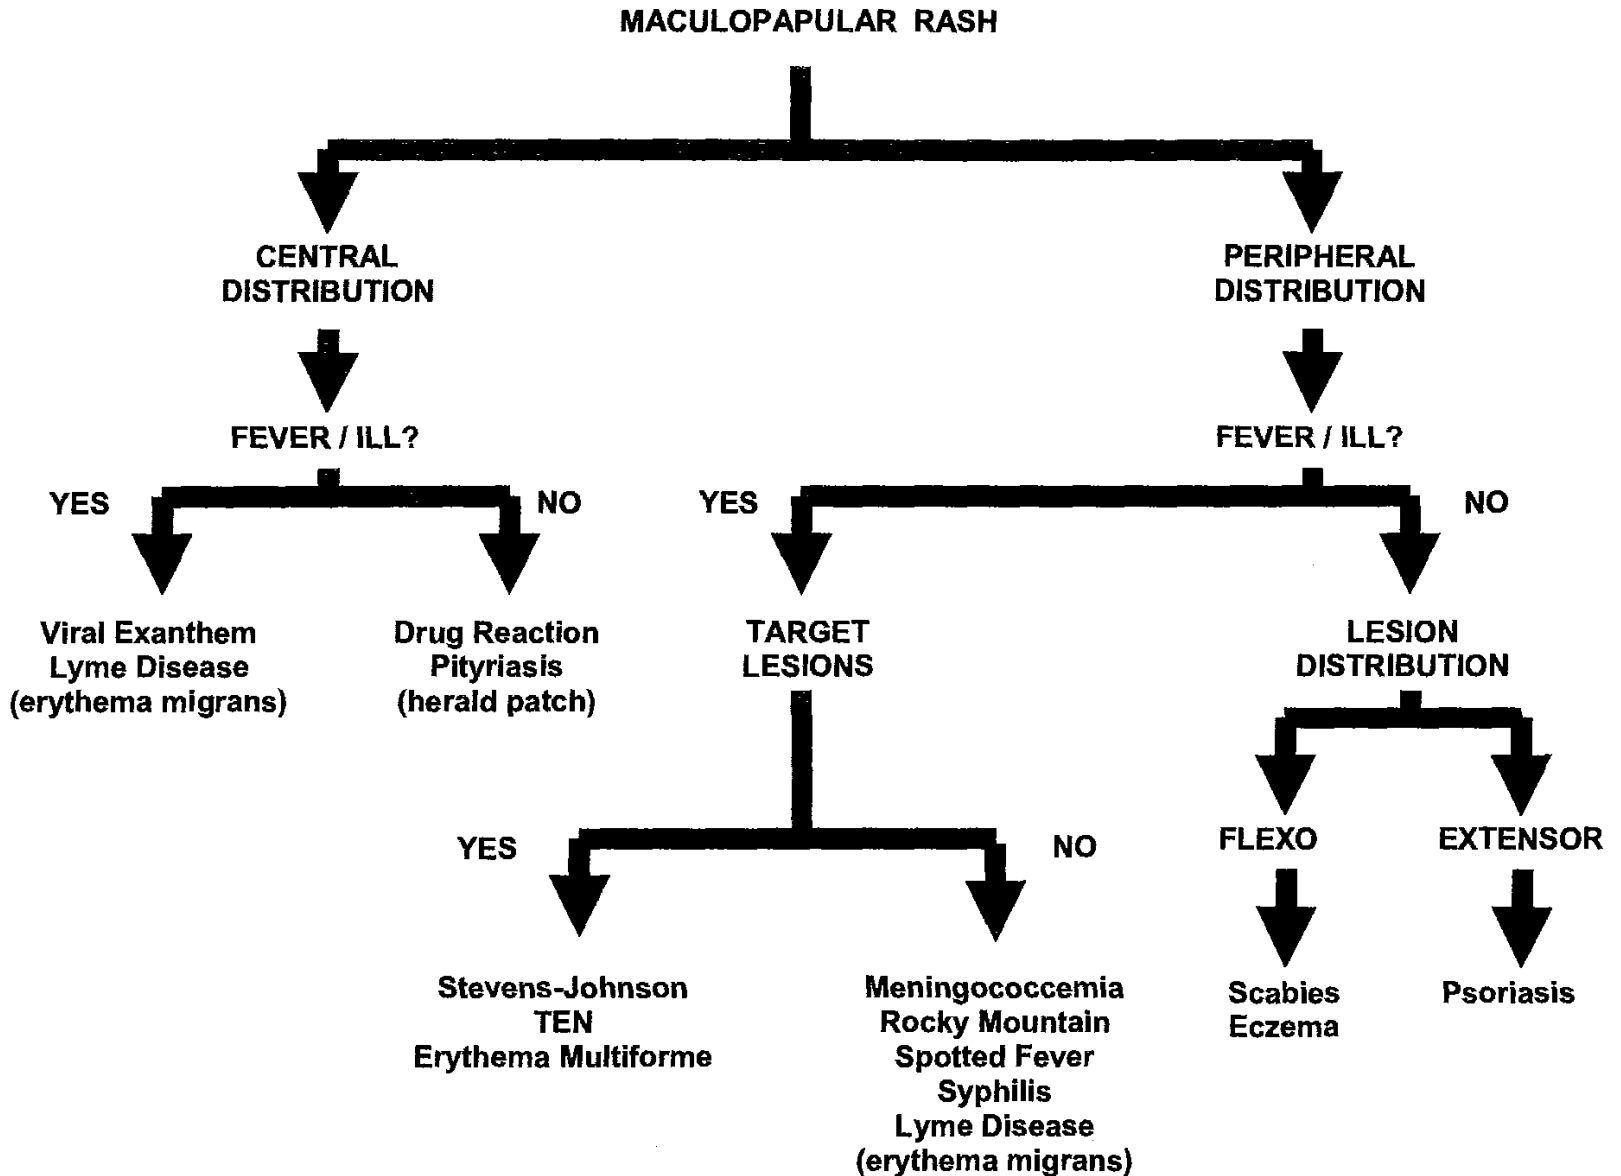 MACULOPAPULAR RASH
CENTRAL
DISTRIBUTION
PERIPHERAL
DISTRIBUTION
FEVER / ILL?
FEVER / ILL?
YES
NO
YES
NO
Viral Exanthem
Lyme Disease
(erythema migrans)
Drug Reaction
Pityriasis
(herald patch)
TARGET
LESIONS
LESION
DISTRIBUTION
YES
NO
FLEXO
EXTENSOR
Stevens-Johnson
TEN
Erythema Multiforme
Meningococcemia
Rocky Mountain
Spotted Fever
Syphilis
Lyme Disease
(erythema migrans)
Scabies
Eczema
Psoriasis